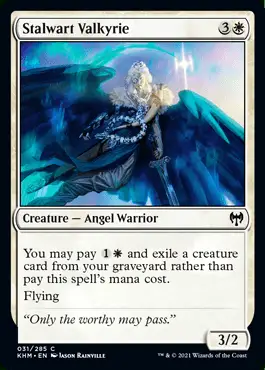 Stalwart Valkyrie 3
Creature — Angel Warrior
You may pay 1 and exile a creature
card from your graveyard rather than
pay this spell's mana cost.
Flying
"Only the worthy may pass."
031/285 C
KHM • EN JASON RAINVILLE
3/2
™ & © 2021 Wizards of the Coast